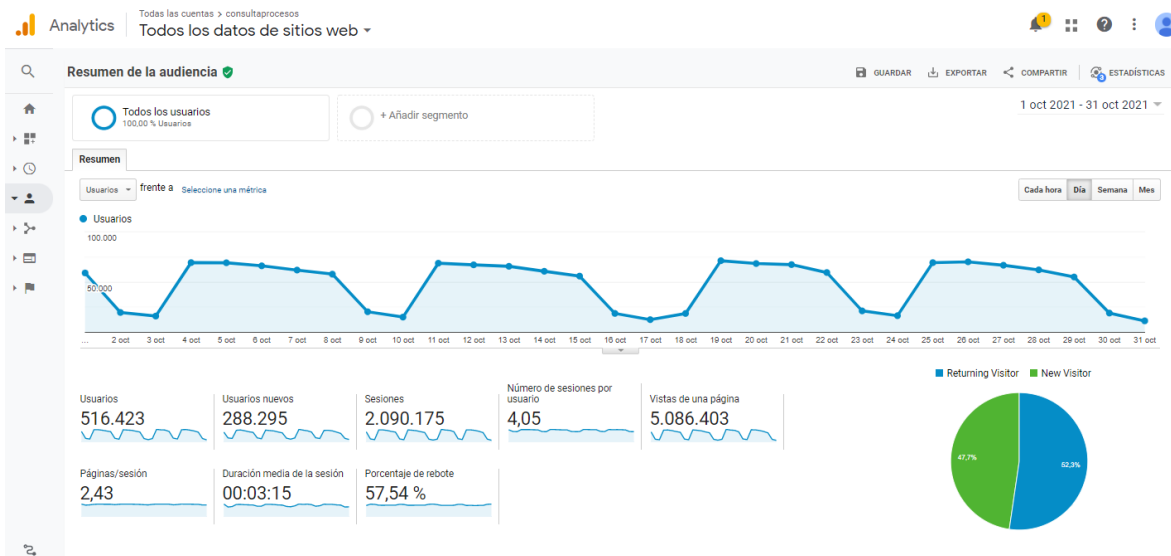 Analytics
Todas las cuentas > consultaprocesos
Todos los datos de sitios web
1
Resumen de la audiencia
GUARDAR
EXPORTAR
COMPARTIR
3
ESTADÍSTICAS
Todos los usuarios
100,00 % Usuarios
+ Añadir segmento
1 oct 2021 - 31 oct 2021
Resumen
Usuarios
frente a
Seleccione una métrica
Cada hora
Día
Semana
Mes
Usuarios
100.000
50.000
... 2 oct 3 oct 4 oct 5 oct 6 oct 7 oct 8 oct 9 oct 10 oct 11 oct 12 oct 13 oct 14 oct 15 oct 16 oct 17 oct 18 oct 19 oct 20 oct 21 oct 22 oct 23 oct 24 oct 25 oct 26 oct 27 oct 28 oct 29 oct 30 oct 31 oct
Returning Visitor
New Visitor
Usuarios
516.423
Usuarios nuevos
288.295
Sesiones
2.090.175
Número de sesiones por
usuario
4,05
Vistas de una página
5.086.403
Páginas/sesión
2,43
Duración media de la sesión
00:03:15
Porcentaje de rebote
57,54 %
47,7%
52,3%